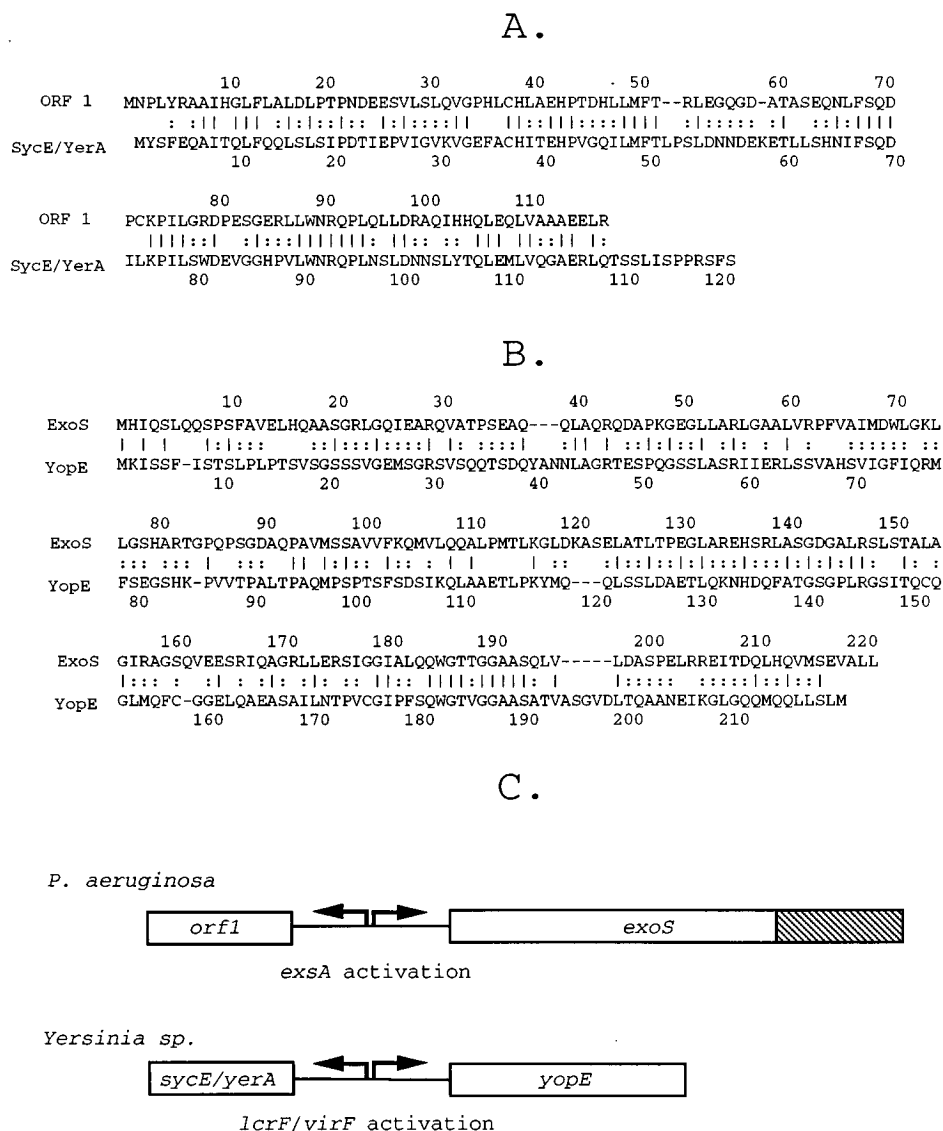 A.
10 20 30 40 50 60 70
ORF 1 MNPLYRAAIHGLFLALDLPTPNDEESVLSLQVGPHLCHLAEHPTDHLLMFT--RLEGQGD-ATASEQNLFSQD
SycE/YerA MYSFEQAITQLFQQLSLSIPDTIEPVIGVKVGEFACHITEHPVGQILMFTLPSLDNNDEKETLLSHNIFSQD
10 20 30 40 50 60 70
80 90 100 110
ORF 1 PCKPILGRDPESGERLLWNRQPLQLLDRAQIHHQLEQLVAAAEELR
SycE/YerA ILKPILSWDEVGGHPVLWNRQPLNSLDNNSLYTQLEMLVQGAERLQTSSLISPPRSFS
80 90 100 110 110 120
B.
10 20 30 40 50 60 70
ExoS MHIQSLQQSPSFAVELHQAASGRLGQIEARQVATPSEAQ---QLAQRQDAPKGEGLLARLGAALVRPFVAIMDWLGKL
YopE MKISSF-ISTSLPLPTSVSGSSSVGEMSGRSVSQQTSDQYANNLAGRTESPQGSSLASRIIERLSSVAHSVIGFIQRM
10 20 30 40 50 60 70
80 90 100 110 120 130 140 150
ExoS LGSHARTGPQPSGDAQPAVMSSAVVFKQMVLQQALPMTLKGLDKASELATLTPEGLAREHSRLASGDGALRSLSTALA
YopE FSEGSHK-PVVTPALTPAQMPSPTSFSDSIKQLAAETLPKYMQ---QLSSLDAETLQKNHDQFATGSGPLRGSITQCQ
80 90 100 110 120 130 140 150
160 170 180 190 200 210 220
ExoS GIRAGSQVEESRIQAGRLLERSIGGIALQQWGTTGGAASQLV-----LDASPELRREITDQLHQVMSEVALL
YopE GLMQFC-GGELQAEASAILNTPVCGIPFSQWGTVGGAASATVASGVDLTQAANEIKGLGQQMQQLLSLM
160 170 180 190 200 210
C.
P. aeruginosa
orf1 exoS
exsA activation
Yersinia sp.
sycE/yerA yopE
lcrF/virF activation